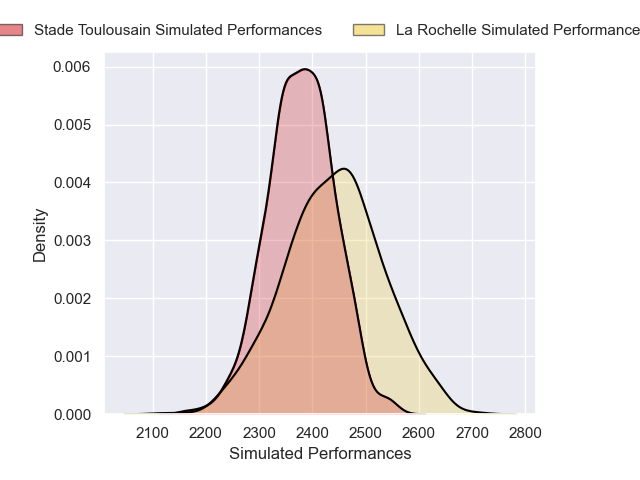 Stade Toulousain Simulated Performances La Rochelle Simulated Performance
0.006
0.005
0.004
0.003
0.002
0.001
0.000
Density
2100 2200 2300 2400 2500 2600 2700 2800
Simulated Performances